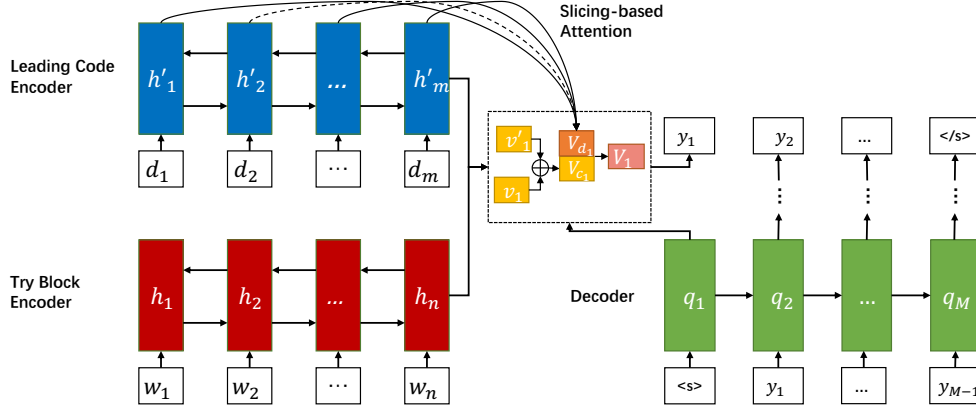 Slicing-based
Attention
Leading Code
Encoder
h'1 h'2 ... h'm
d1 d2 ... dm
v'1 Vd1 V1
v1 Vc1
y1 y2 ... </s>
Try Block
Encoder
h1 h2 ... hn
w1 w2 ... wn
Decoder
q1 q2 ... qM
<s> y1 ... yM−1